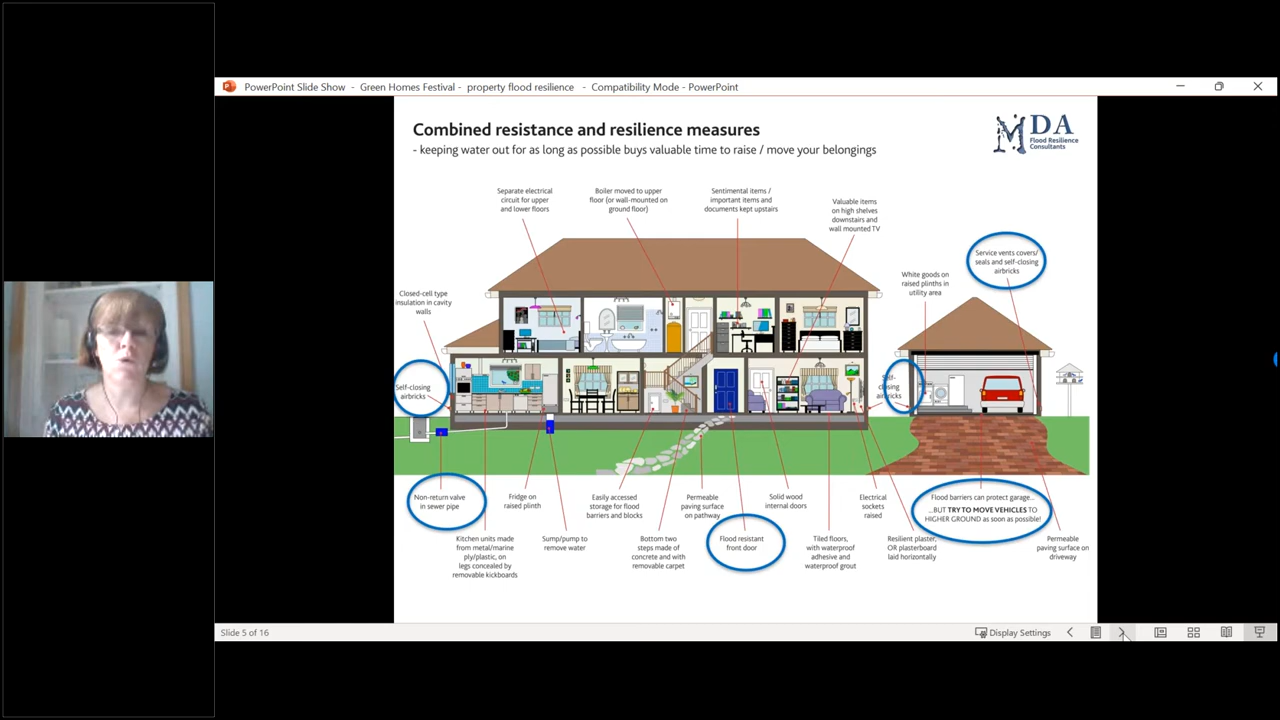 PowerPoint Slide Show - Green Homes Festival - property flood resilience - Compatibility Mode - PowerPoint
Combined resistance and resilience measures
- keeping water out for as long as possible buys valuable time to raise / move your belongings
MDA
Flood Resilience
Consultants
Separate electrical
circuit for upper
and lower floors
Boiler moved to upper
floor (or wall-mounted on
ground floor)
Sentimental items /
important items and
documents kept upstairs
Valuable items
on high shelves
downstairs and
wall mounted TV
Service vents covers/
seals and self-closing
airbricks
White goods on
raised plinths in
utility area
Closed-cell type
insulation in cavity
walls
Self-closing
airbricks
Self-
closing
airbricks
Non-return valve
in sewer pipe
Fridge on
raised plinth
Easily accessed
storage for flood
barriers and blocks
Permeable
paving surface
on pathway
Solid wood
internal doors
Electrical
sockets
raised
Flood barriers can protect garage...
...BUT TRY TO MOVE VEHICLES TO
HIGHER GROUND as soon as possible!
Kitchen units made
from metal/marine
ply/plastic, on
legs concealed by
removable kickboards
Sump/pump to
remove water
Bottom two
steps made of
concrete and with
removable carpet
Flood resistant
front door
Tiled floors,
with waterproof
adhesive and
waterproof grout
Resilient plaster,
OR plasterboard
laid horizontally
Permeable
paving surface on
driveway
Slide 5 of 16
Display Settings